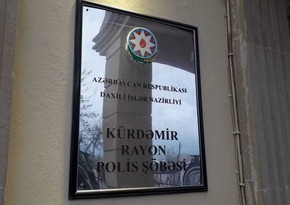 AZƏRBAYCAN RESPUBLİKASI
DAXİLİ İŞLƏR NAZİRLİYİ
KÜRDƏMİR
RAYON
POLİS ŞÖBƏSİ